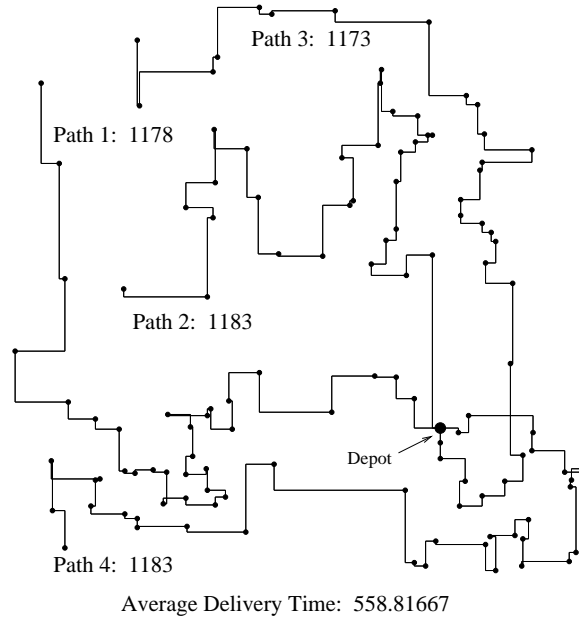 Path 3:  1173
Path 1:  1178
Path 2:  1183
Depot
Path 4:  1183
Average Delivery Time:  558.81667